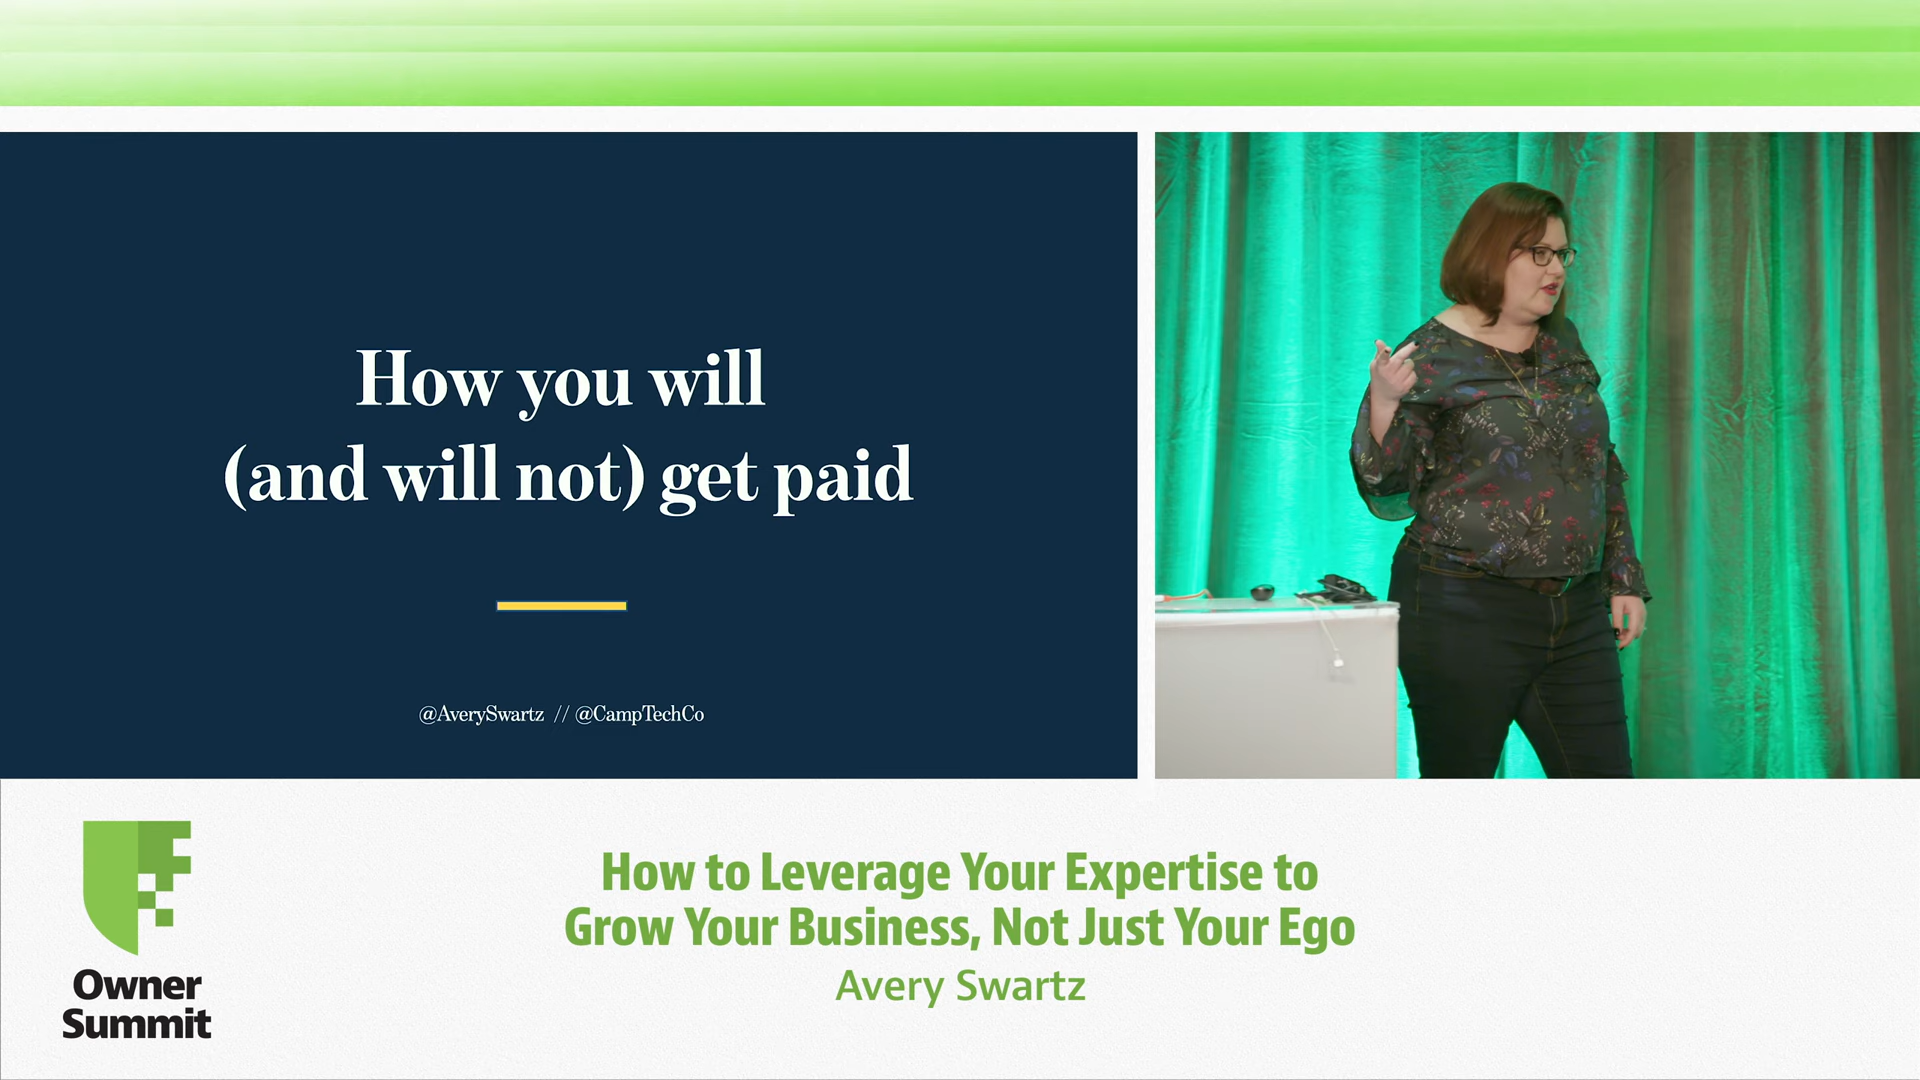 How you will
(and will not) get paid
@AverySwartz // @CampTechCo
How to Leverage Your Expertise to
Grow Your Business, Not Just Your Ego
Avery Swartz
Owner
Summit